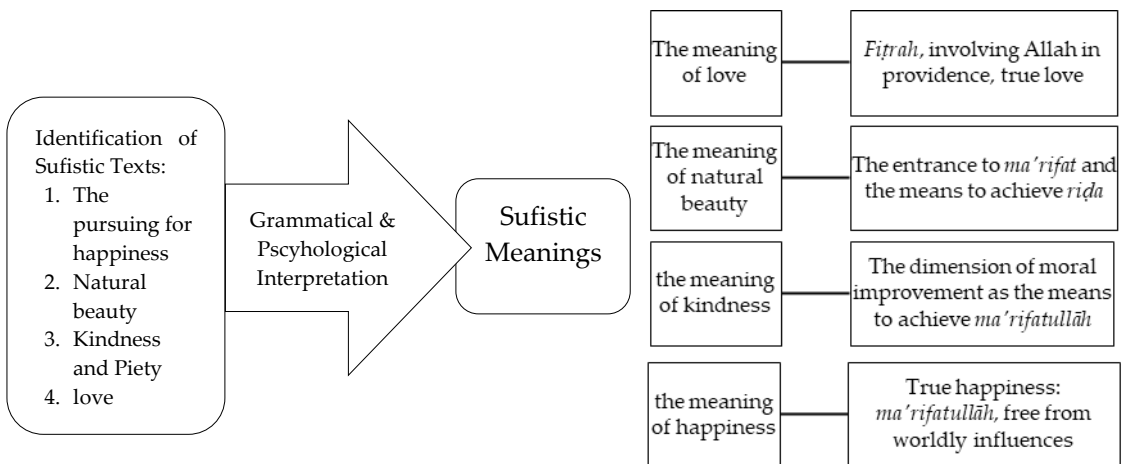 Identification of
Sufistic Texts:
1. The
pursuing for
happiness
2. Natural
beauty
3. Kindness
and Piety
4. love
Grammatical &
Pscyhological
Interpretation
Sufistic
Meanings
The meaning
of love
Fiṭrah, involving Allah in
providence, true love
The meaning
of natural
beauty
The entrance to ma'rifat and
the means to achieve riḍa
the meaning
of kindness
The dimension of moral
improvement as the means
to achieve ma'rifatullāh
the meaning
of happiness
True happiness:
ma'rifatullāh, free from
worldly influences